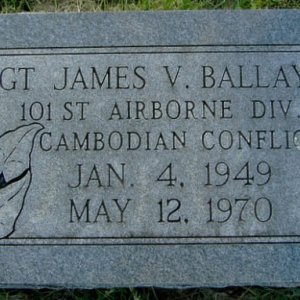 GT JAMES V. BALLAY
101 ST AIRBORNE DIV
CAMBODIAN CONFLIC
JAN. 4, 1949
MAY 12, 1970